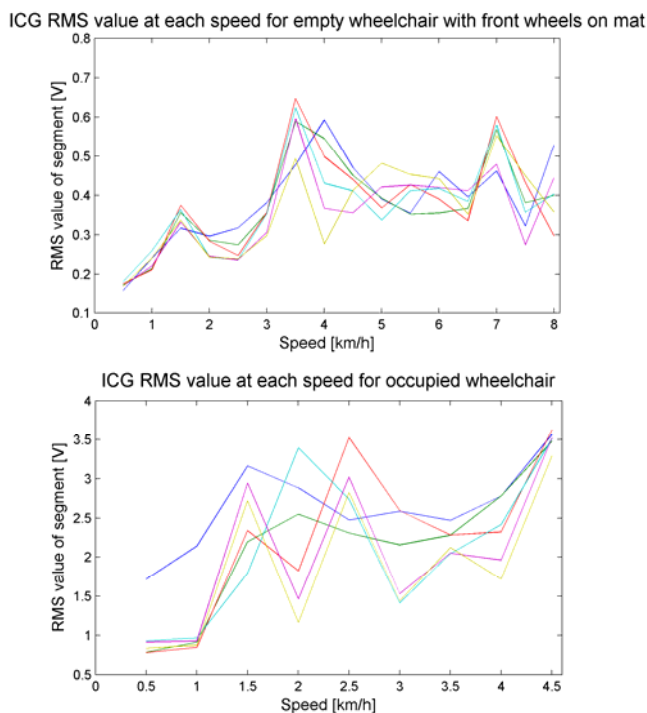 ICG RMS value at each speed for empty wheelchair with front wheels on mat
0.8
0.7
0.6
0.5
0.4
0.3
0.2
0.1
RMS value of segment [V]
0 1 2 3 4 5 6 7 8
Speed [km/h]
ICG RMS value at each speed for occupied wheelchair
4
3.5
3
2.5
2
1.5
1
0.5
RMS value of segment [V]
0 0.5 1 1.5 2 2.5 3 3.5 4 4.5
Speed [km/h]